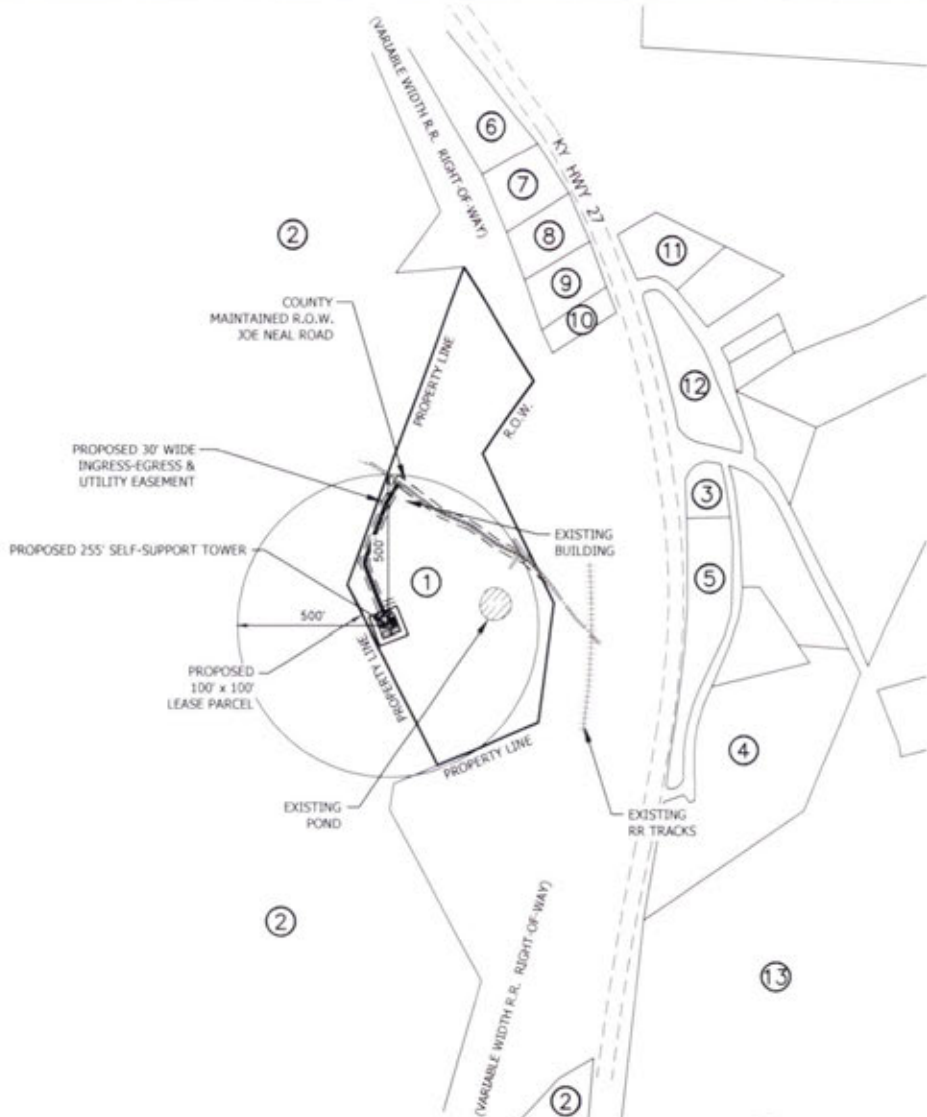 (VARIABLE WIDTH R.R. RIGHT-OF-WAY)
6
KY HWY 27
7
8
2
11
9
COUNTY
MAINTAINED R.O.W.
JOE NEAL ROAD
10
PROPERTY LINE
12
R.O.W.
PROPOSED 30' WIDE
INGRESS-EGRESS &
UTILITY EASEMENT
3
EXISTING
BUILDING
PROPOSED 255' SELF-SUPPORT TOWER
500'
1
5
500'
PROPOSED
100' x 100'
LEASE PARCEL
PROPERTY LINE
PROPERTY LINE
4
EXISTING
POND
EXISTING
RR TRACKS
2
(VARIABLE WIDTH R.R. RIGHT-OF-WAY)
13
2